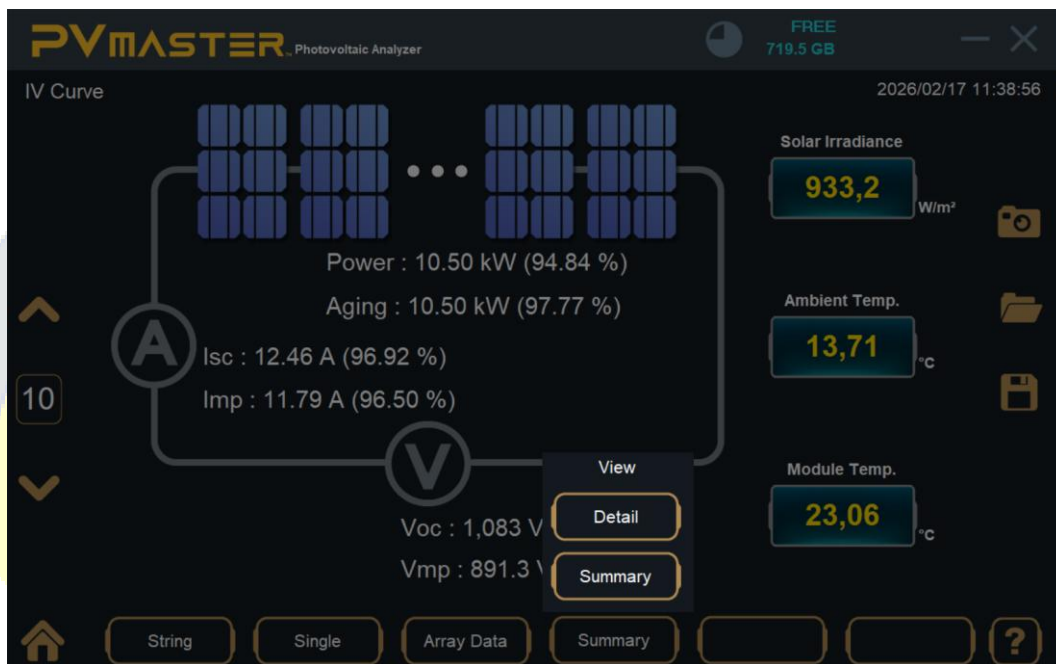 PVMASTER™ Photovoltaic Analyzer
FREE
719.5 GB
IV Curve
2026/02/17 11:38:56
Solar Irradiance
933,2
W/m²
Power : 10.50 kW (94.84 %)
Aging : 10.50 kW (97.77 %)
Ambient Temp.
13,71
°C
A
Isc : 12.46 A (96.92 %)
Imp : 11.79 A (96.50 %)
10
V
View
Module Temp.
Detail
23,06
°C
Voc : 1,083 V
Vmp : 891.3
Summary
String
Single
Array Data
Summary
?